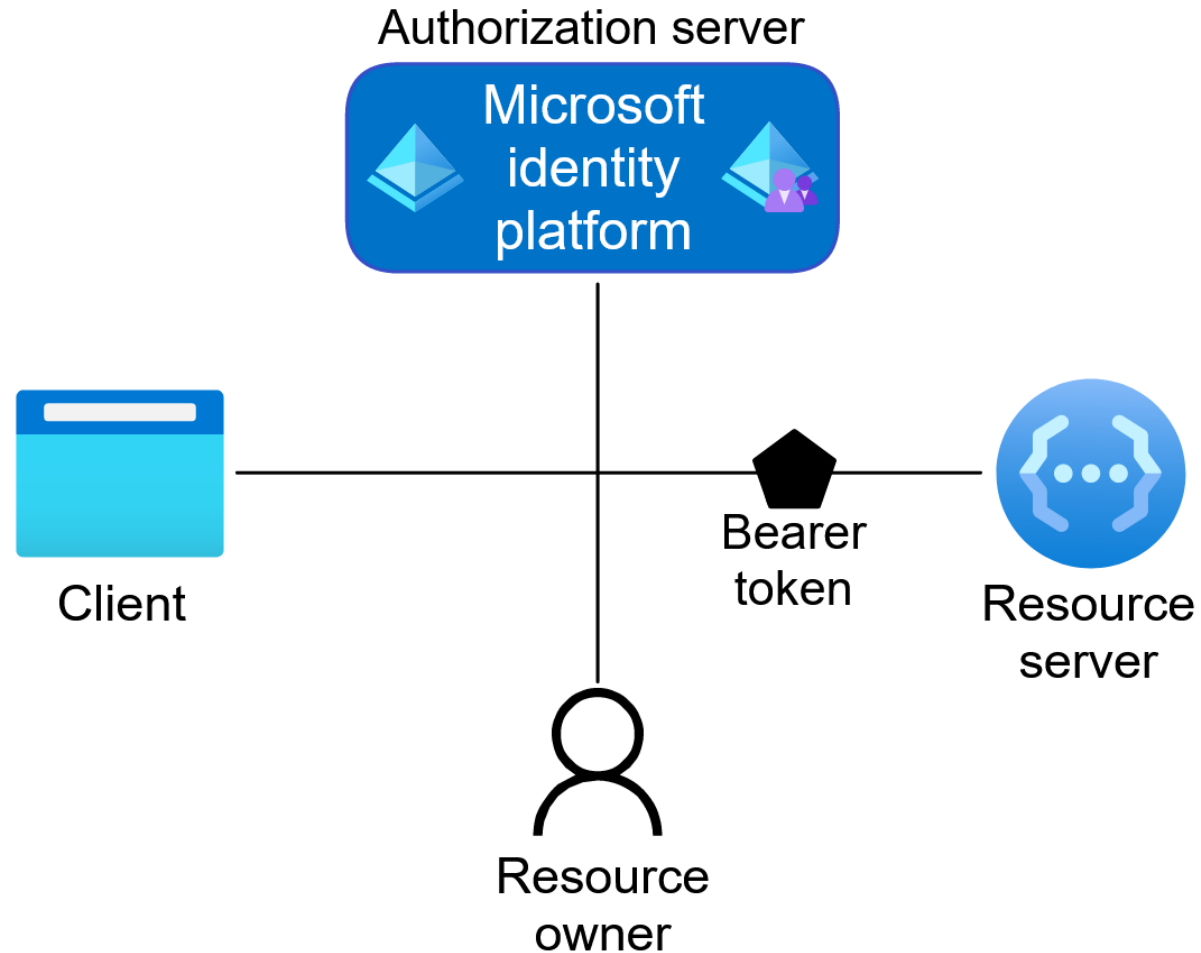 Authorization server
Microsoft
identity
platform
Bearer
token
Client
Resource
server
Resource
owner